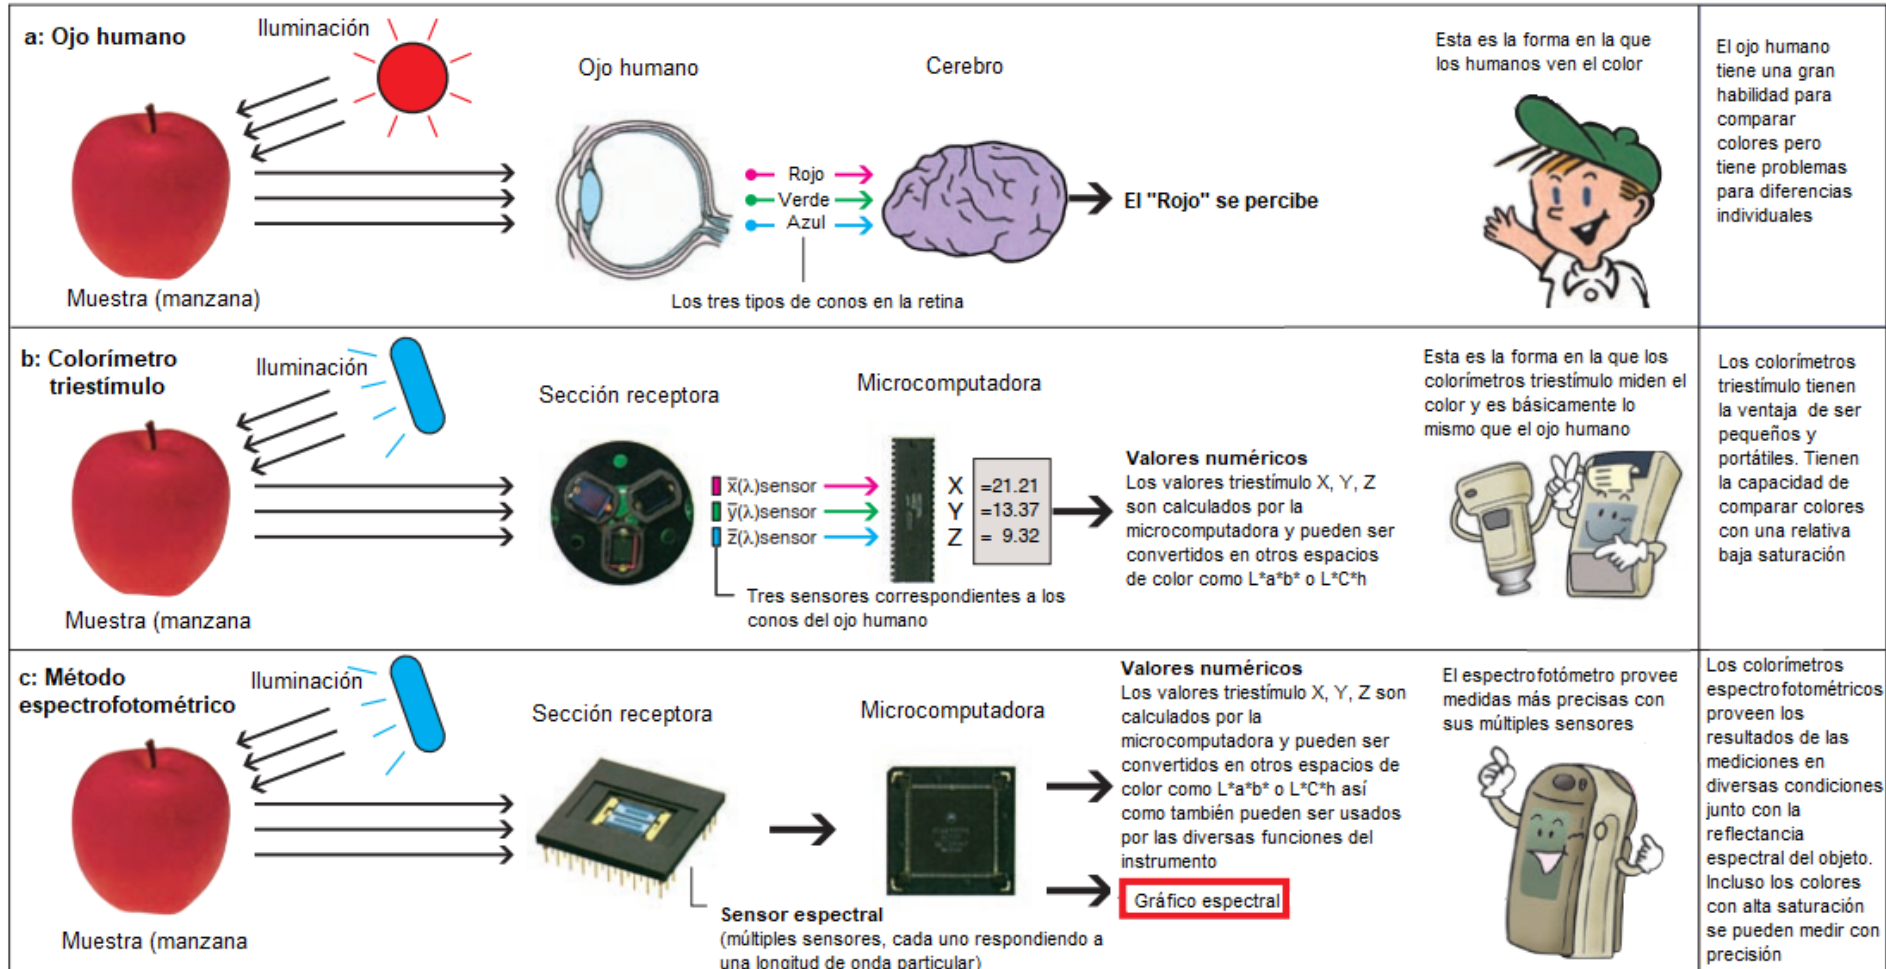 a: Ojo humano
Iluminación
Ojo humano
Cerebro
Rojo
Verde
Azul
El "Rojo" se percibe
Los tres tipos de conos en la retina
Muestra (manzana)
Esta es la forma en la que
los humanos ven el color
El ojo humano
tiene una gran
habilidad para
comparar
colores pero
tiene problemas
para diferencias
individuales
b: Colorímetro
triestímulo
Iluminación
Sección receptora
Microcomputadora
x̅(λ)sensor
y̅(λ)sensor
z̅(λ)sensor
X =21.21
Y =13.37
Z = 9.32
Tres sensores correspondientes a los
conos del ojo humano
Muestra (manzana
Valores numéricos
Los valores triestímulo X, Y, Z
son calculados por la
microcomputadora y pueden ser
convertidos en otros espacios
de color como L*a*b* o L*C*h
Esta es la forma en la que los
colorímetros triestímulo miden el
color y es básicamente lo
mismo que el ojo humano
Los colorímetros
triestímulo tienen
la ventaja de ser
pequeños y
portátiles. Tienen
la capacidad de
comparar colores
con una relativa
baja saturación
c: Método
espectrofotométrico
Iluminación
Sección receptora
Microcomputadora
Sensor espectral
(múltiples sensores, cada uno respondiendo a
una longitud de onda particular)
Muestra (manzana
Valores numéricos
Los valores triestímulo X, Y, Z son
calculados por la
microcomputadora y pueden ser
convertidos en otros espacios de
color como L*a*b* o L*C*h así
como también pueden ser usados
por las diversas funciones del
instrumento
Gráfico espectral
El espectrofotómetro provee
medidas más precisas con
sus múltiples sensores
Los colorímetros
espectrofotométricos
proveen los
resultados de las
mediciones en
diversas condiciones
junto con la
reflectancia
espectral del objeto.
Incluso los colores
con alta saturación
se pueden medir con
precisión